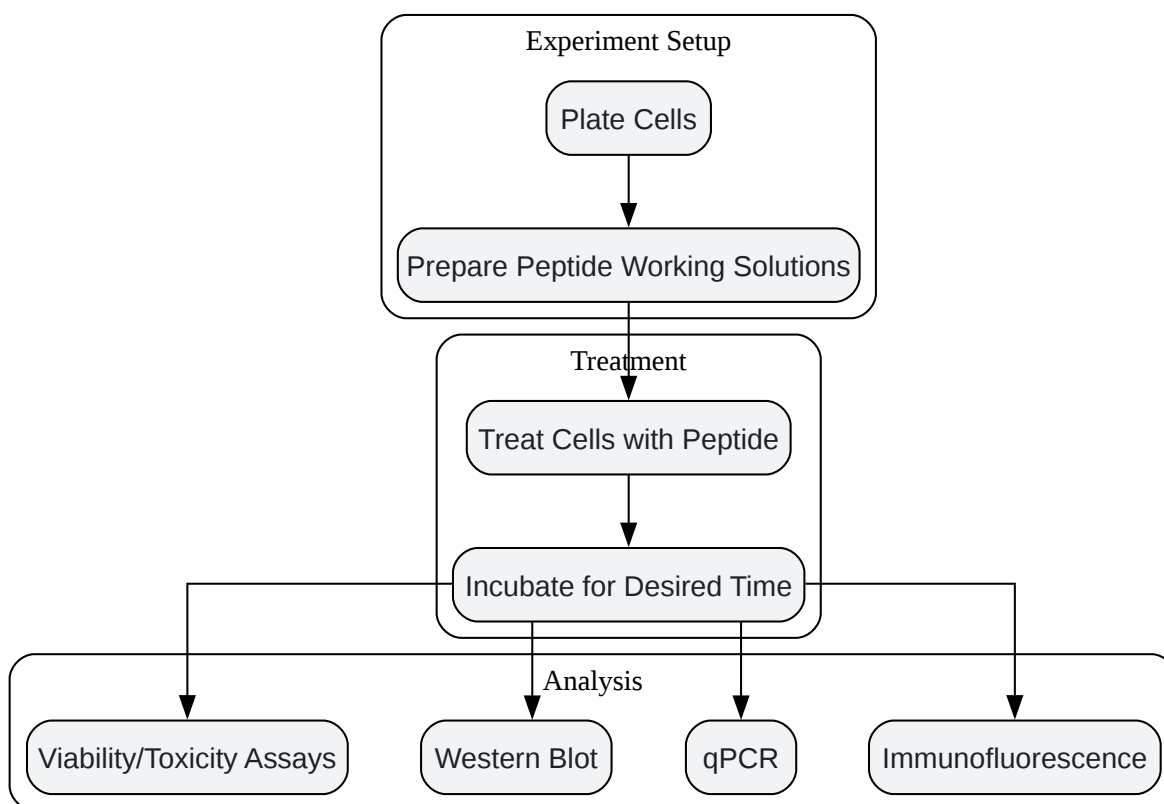 Experiment Setup
Plate Cells
Prepare Peptide Working Solutions
Treatment
Treat Cells with Peptide
Incubate for Desired Time
Analysis
Viability/Toxicity Assays
Western Blot
qPCR
Immunofluorescence